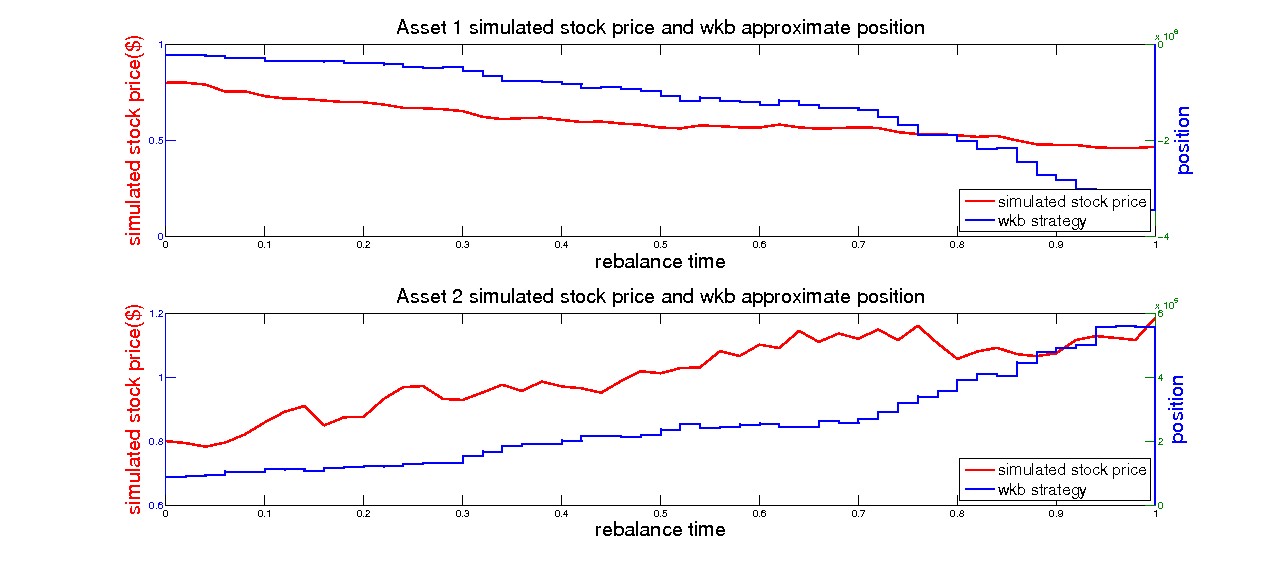 Asset 1 simulated stock price and wkb approximate position
simulated stock price($)
1
0.5
0
0
-2
-4
position
simulated stock price
wkb strategy
0 0.1 0.2 0.3 0.4 0.5 0.6 0.7 0.8 0.9 1
rebalance time
Asset 2 simulated stock price and wkb approximate position
simulated stock price($)
1.2
1
0.8
0.6
6
4
2
0
position
simulated stock price
wkb strategy
0 0.1 0.2 0.3 0.4 0.5 0.6 0.7 0.8 0.9 1
rebalance time